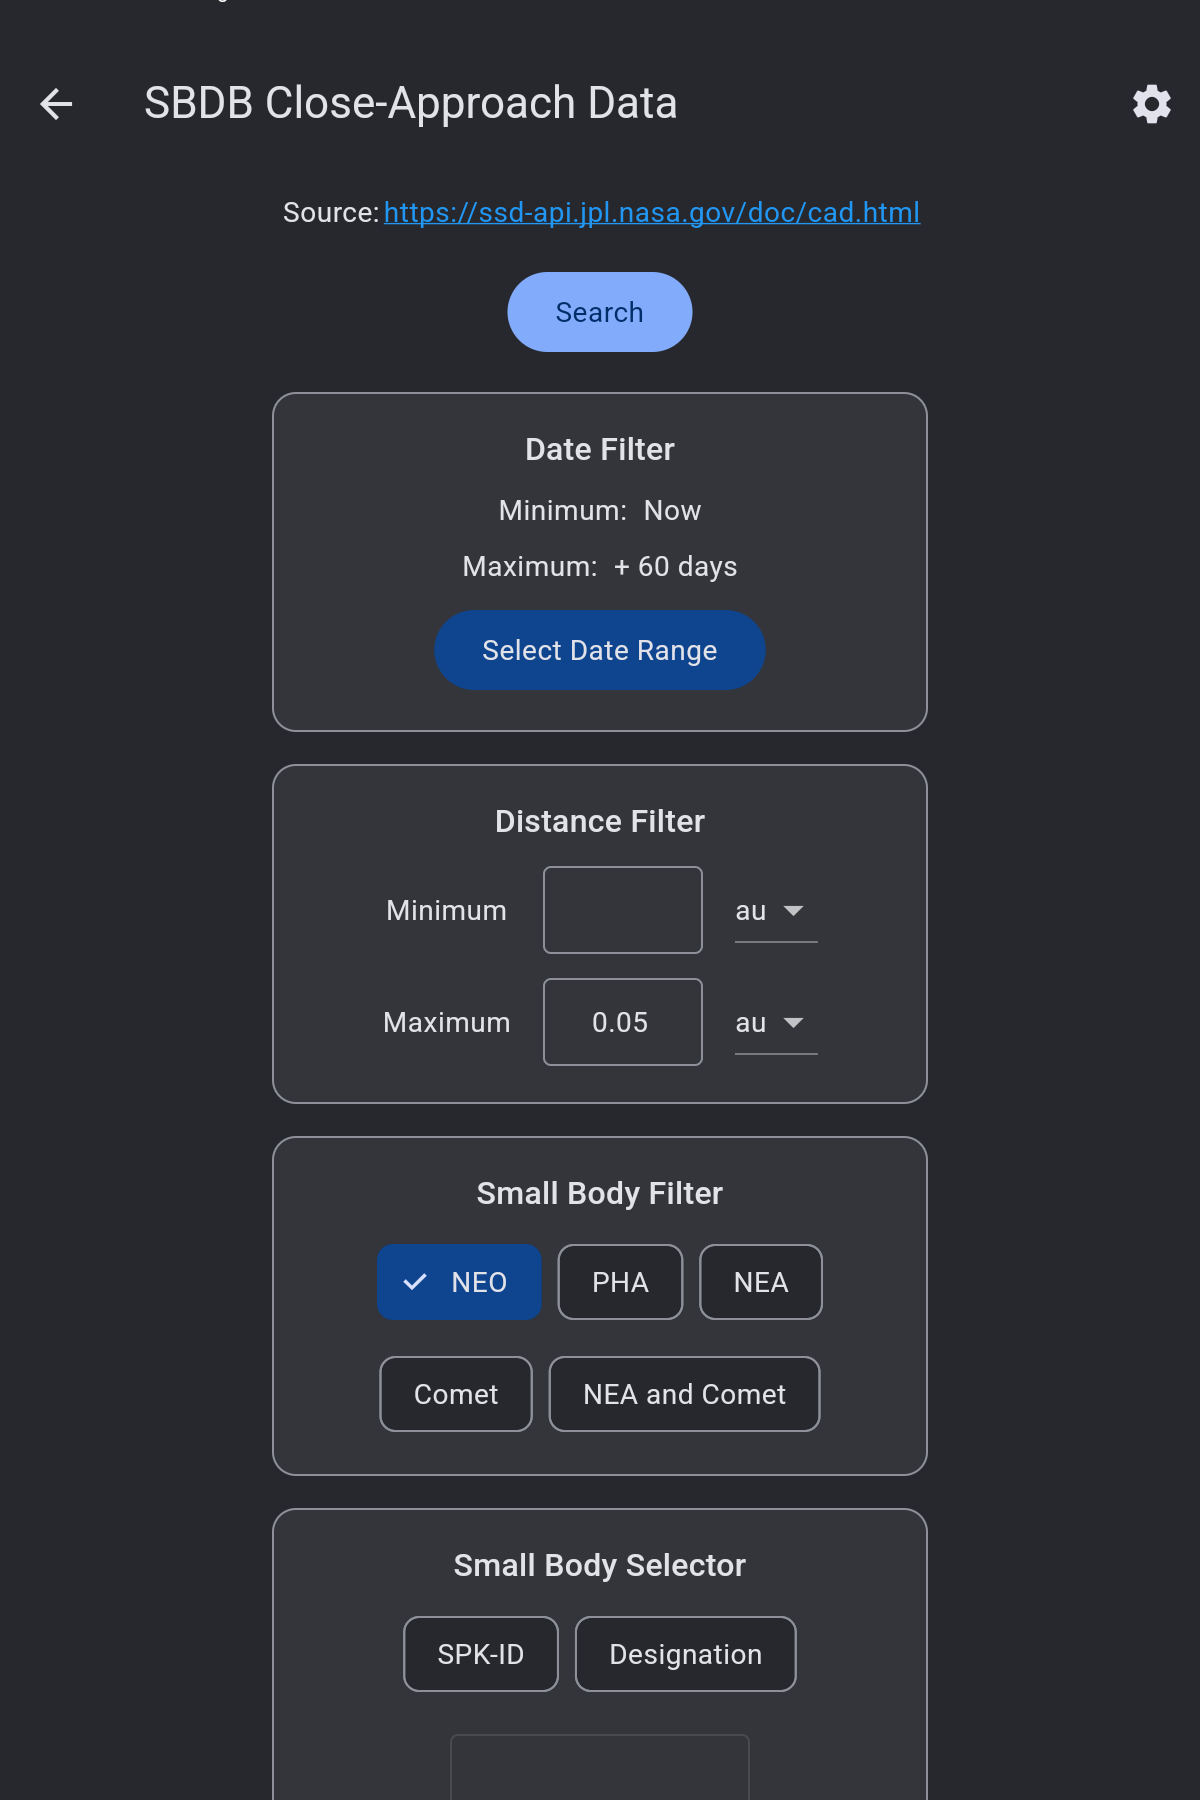 SBDB Close-Approach Data
Source: https://ssd-api.jpl.nasa.gov/doc/cad.html
Search
Date Filter
Minimum: Now
Maximum: + 60 days
Select Date Range
Distance Filter
Minimum au
Maximum 0.05 au
Small Body Filter
NEO PHA NEA
Comet NEA and Comet
Small Body Selector
SPK-ID Designation